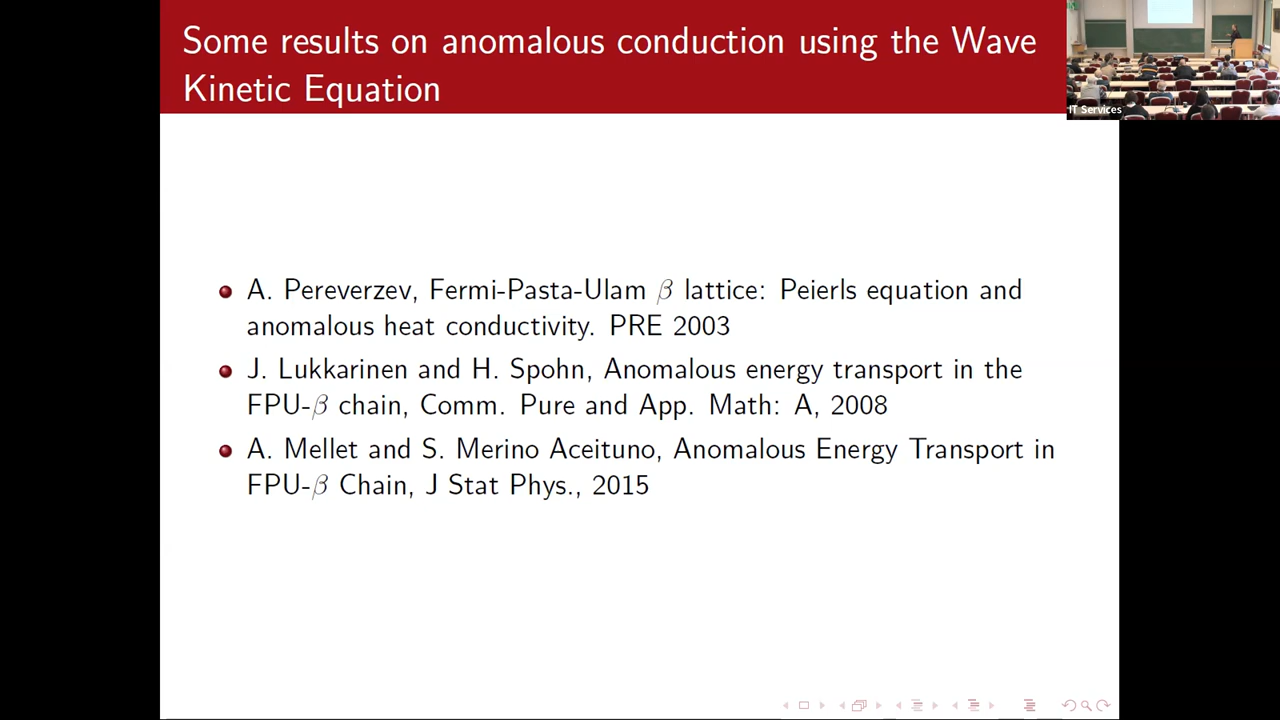 Some results on anomalous conduction using the Wave
Kinetic Equation
IT Services
A. Pereverzev, Fermi-Pasta-Ulam β lattice: Peierls equation and
anomalous heat conductivity. PRE 2003
J. Lukkarinen and H. Spohn, Anomalous energy transport in the
FPU-β chain, Comm. Pure and App. Math: A, 2008
A. Mellet and S. Merino Aceituno, Anomalous Energy Transport in
FPU-β Chain, J Stat Phys., 2015